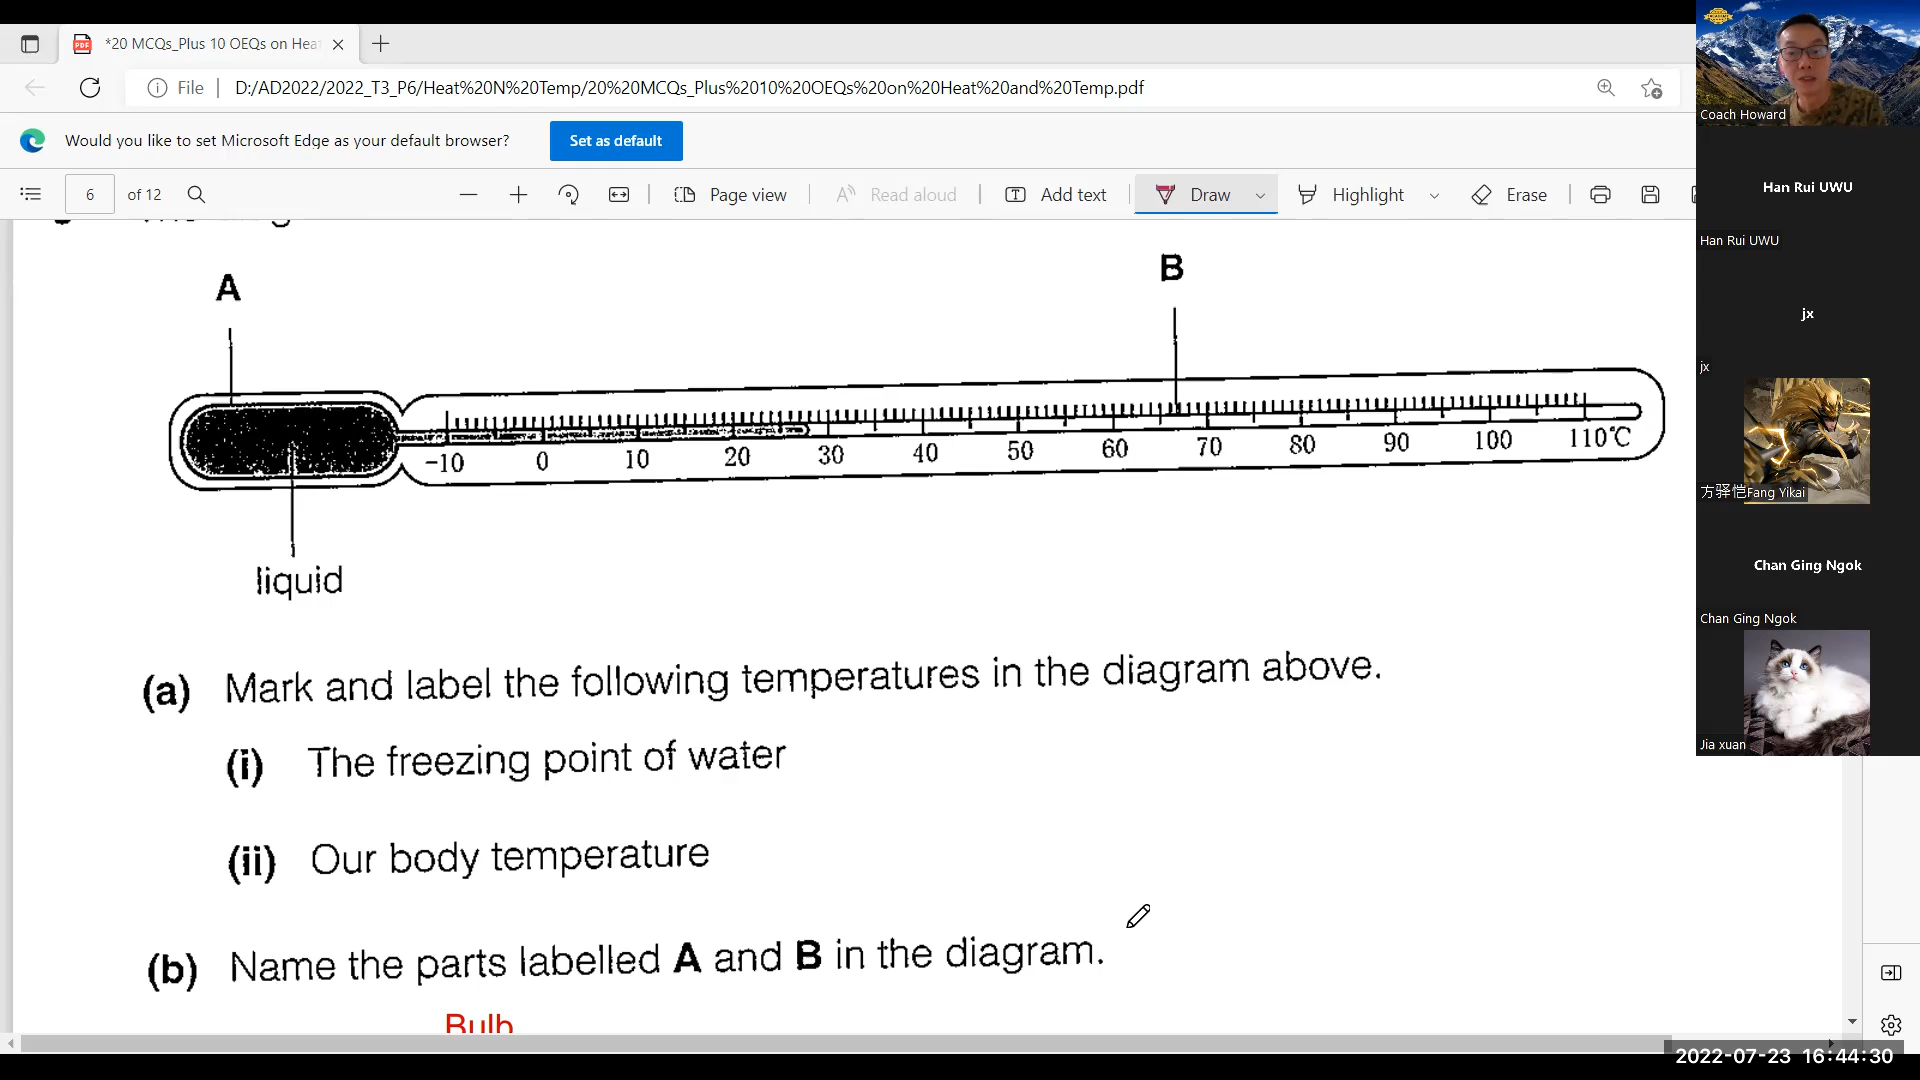 *20 MCQs_Plus 10 OEQs on Hea
File
D:/AD2022/2022_T3_P6/Heat%20N%20Temp/20%20MCQs_Plus%2010%20OEQs%20on%20Heat%20and%20Temp.pdf
Would you like to set Microsoft Edge as your default browser?
Set as default
6 of 12
Page view
Read aloud
Add text
Draw
Highlight
Erase
A
B
-10 0 10 20 30 40 50 60 70 80 90 100 110°C
liquid
(a) Mark and label the following temperatures in the diagram above.
(i) The freezing point of water
(ii) Our body temperature
(b) Name the parts labelled A and B in the diagram.
Bulb
Coach Howard
Han Rui UWU
Han Rui UWU
jx
jx
方驿恺Fang Yikai
Chan Ging Ngok
Chan Ging Ngok
Jia xuan
2022-07-23 16:44:30